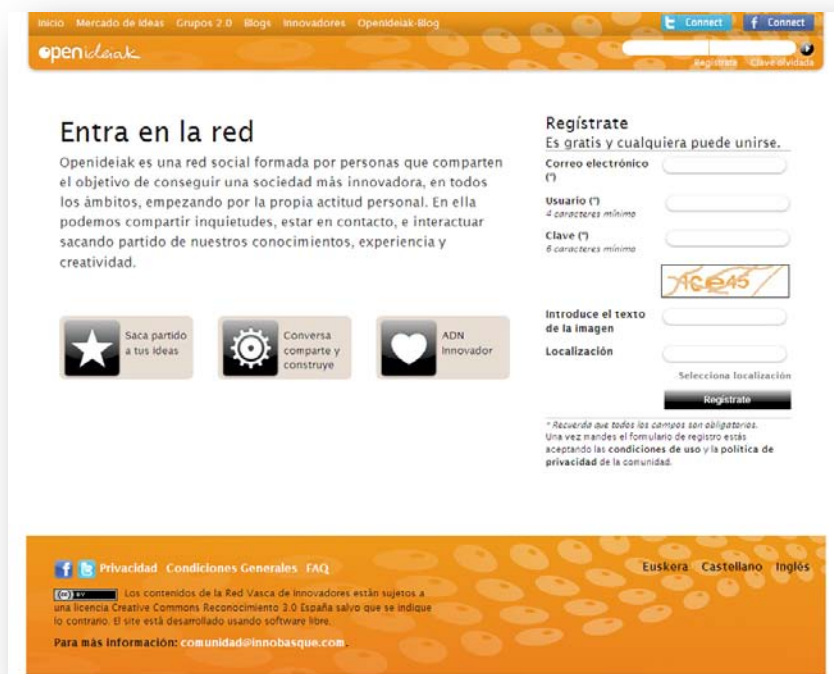 Inicio Mercado de Ideas Grupos 2.0 Blogs Innovadores Openideiak-Blog
Connect
Connect
openideiak
Regístrate Clave olvidada
Entra en la red
Openideiak es una red social formada por personas que comparten
el objetivo de conseguir una sociedad más innovadora, en todos
los ámbitos, empezando por la propia actitud personal. En ella
podemos compartir inquietudes, estar en contacto, e interactuar
sacando partido de nuestros conocimientos, experiencia y
creatividad.
Saca partido
a tus ideas
Conversa
comparte y
construye
ADN
Innovador
Regístrate
Es gratis y cualquiera puede unirse.
Correo electrónico
(*)
Usuario (*)
4 caracteres mínimo
Clave (*)
6 caracteres mínimo
Introduce el texto
de la imagen
Localización
Selecciona localización
Regístrate
* Recuerda que todos los campos son obligatorios.
Una vez mandes el formulario de registro estás
aceptando las condiciones de uso y la política de
privacidad de la comunidad.
Privacidad Condiciones Generales FAQ
Euskera Castellano Inglés
(cc) BY Los contenidos de la Red Vasca de Innovadores están sujetos a
una licencia Creative Commons Reconocimiento 3.0 España salvo que se indique
lo contrario. El site está desarrollado usando software libre.
Para más información: comunidad@innobasque.com.